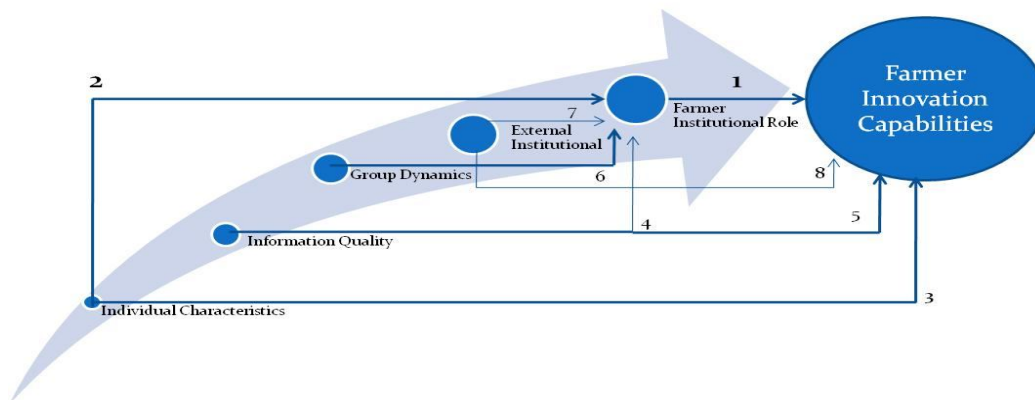 2
1
Farmer
Innovation
Capabilities
7
Farmer
Institutional Role
External
Institutional
Group Dynamics
6
8
Information Quality
4
5
Individual Characteristics
3